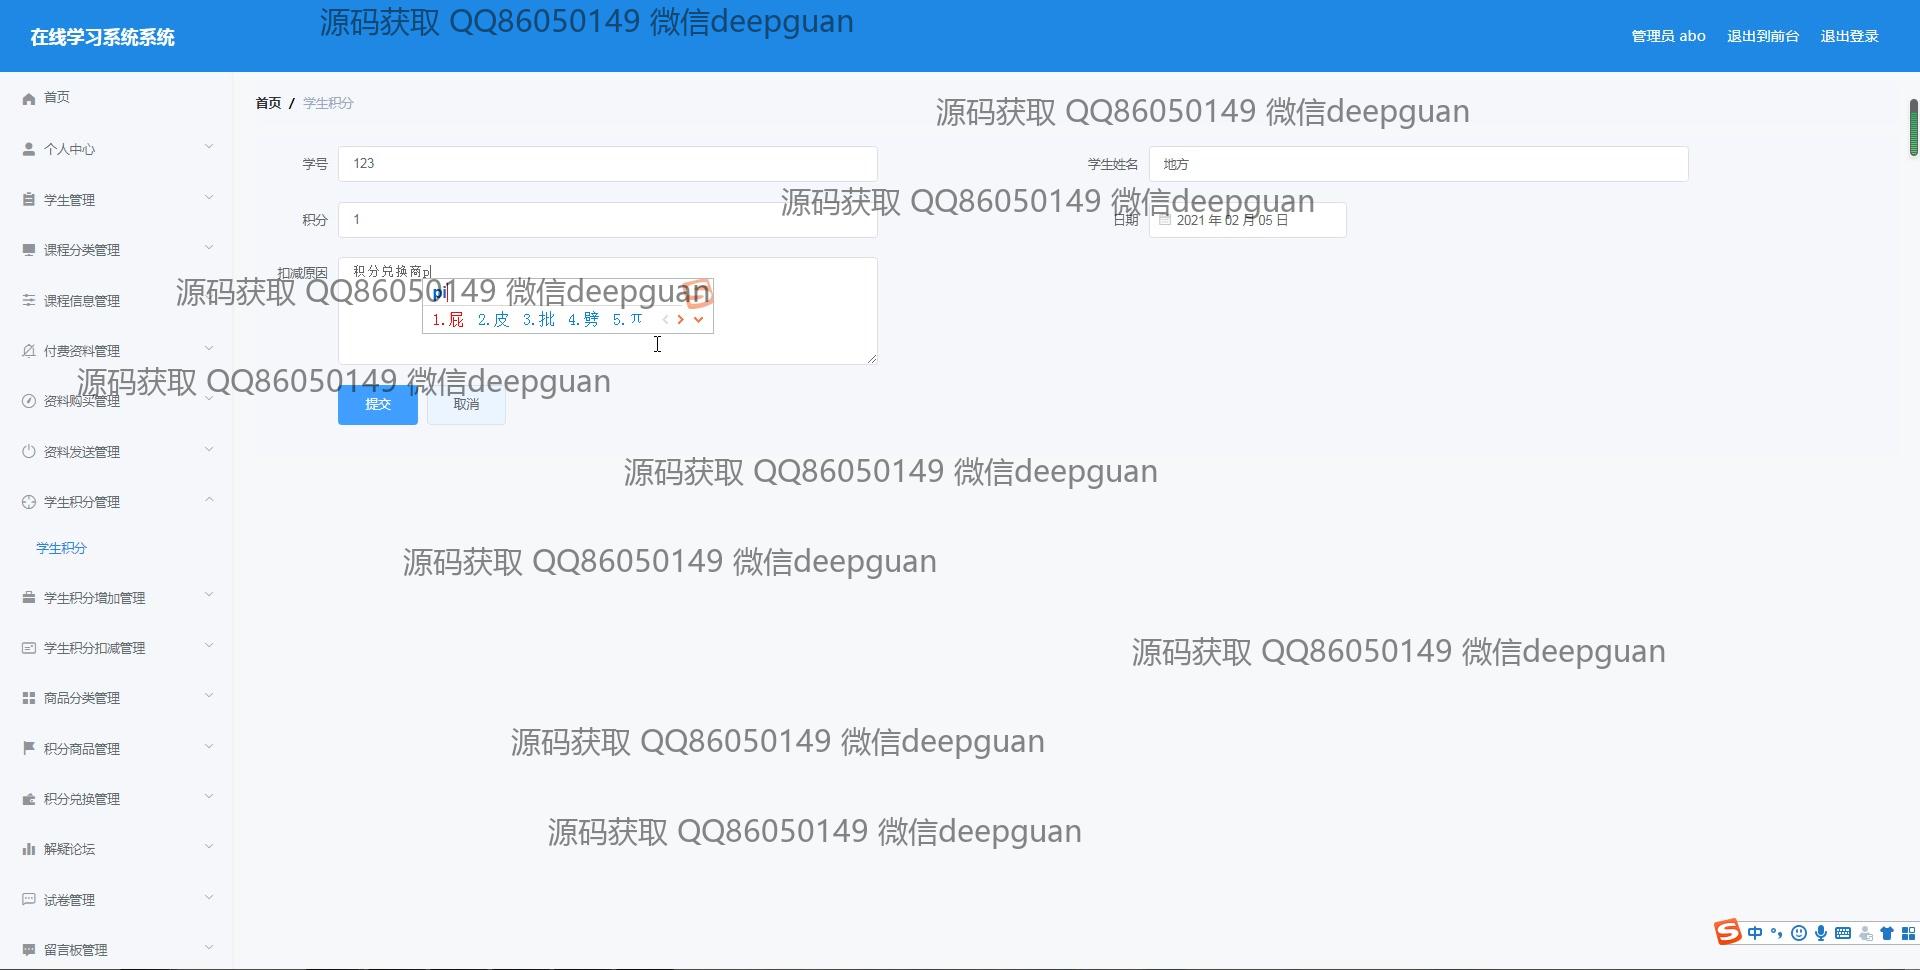 在线学习系统系统
源码获取 QQ86050149 微信deepguan
管理员 abo 退出到前台 退出登录
首页
个人中心
学生管理
课程分类管理
课程信息管理
付费资料管理
资料购买管理
资料发送管理
学生积分管理
学生积分
学生积分增加管理
学生积分扣减管理
商品分类管理
积分商品管理
积分兑换管理
解疑论坛
试卷管理
留言板管理
首页 / 学生积分
源码获取 QQ86050149 微信deepguan
学号 123
学生姓名 地方
源码获取 QQ86050149 微信deepguan
积分 1
日期 2021 年 02 月 05 日
扣减原因 积分兑换商p
源码获取 QQ86050149 微信deepguan
pi
1.屁 2.皮 3.批 4.劈 5.π
源码获取 QQ86050149 微信deepguan
提交 取消
源码获取 QQ86050149 微信deepguan
源码获取 QQ86050149 微信deepguan
源码获取 QQ86050149 微信deepguan
源码获取 QQ86050149 微信deepguan
源码获取 QQ86050149 微信deepguan
中